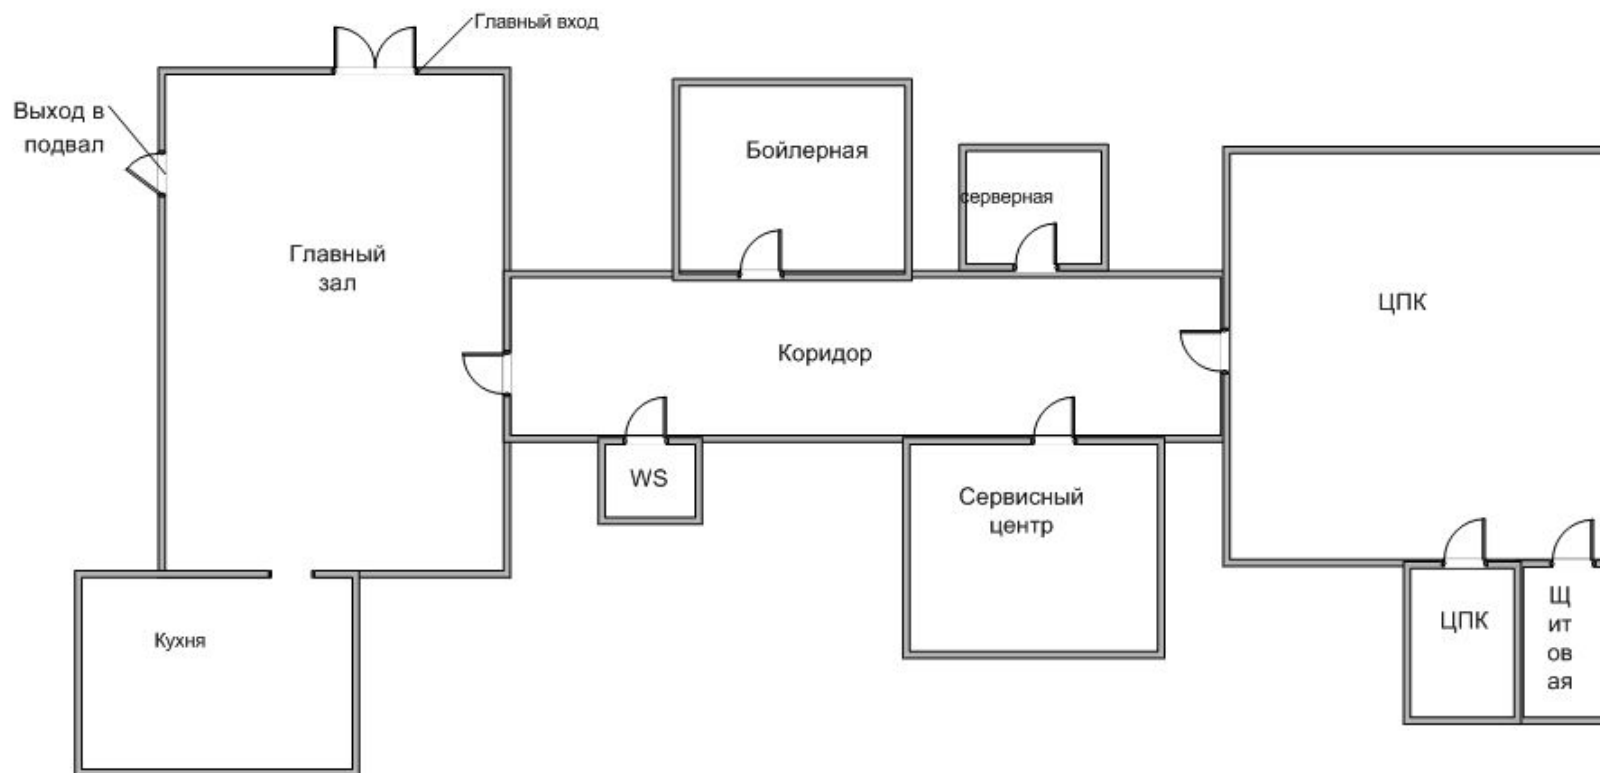 Главный вход
Выход в
подвал
Бойлерная
серверная
Главный
зал
ЦПК
Коридор
WS
Сервисный
центр
Кухня
ЦПК
Щ
ит
ов
ая